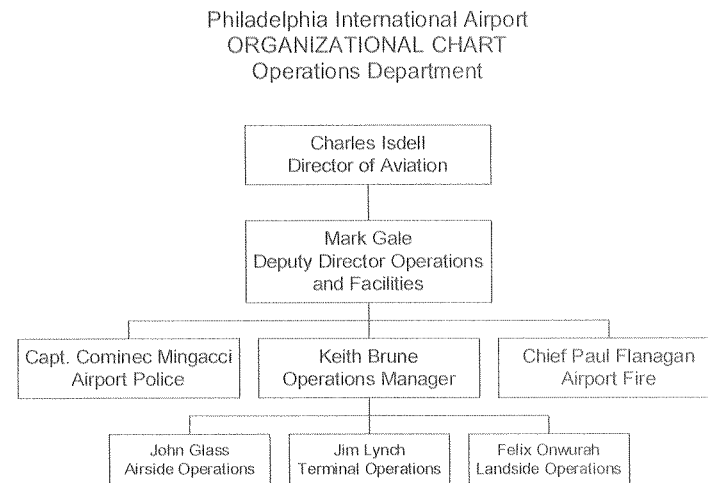 Philadelphia International Airport
ORGANIZATIONAL CHART
Operations Department
Charles Isdell
Director of Aviation
Mark Gale
Deputy Director Operations
and Facilities
Capt. Cominec Mingacci
Airport Police
Keith Brune
Operations Manager
Chief Paul Flanagan
Airport Fire
John Glass
Airside Operations
Jim Lynch
Terminal Operations
Felix Onwurah
Landside Operations